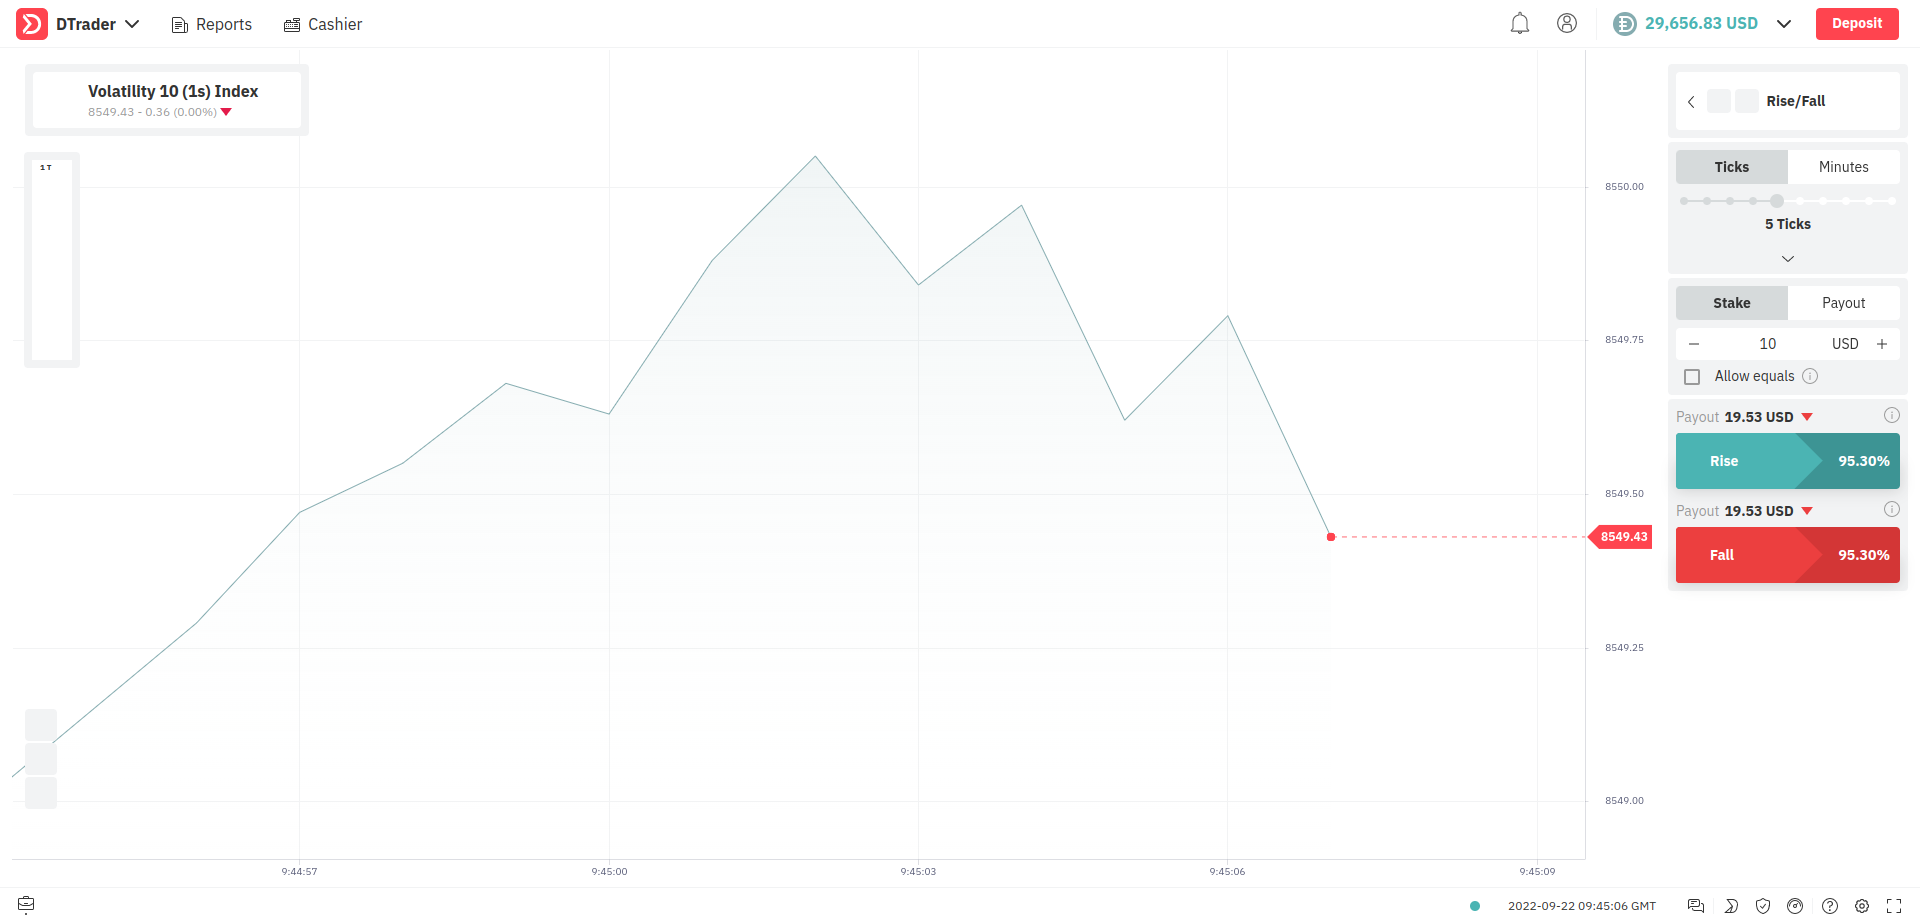 DTrader Reports Cashier 29,656.83 USD Deposit
Volatility 10 (1s) Index
8549.43 - 0.36 (0.00%)
1T
8550.00
8549.75
8549.50
8549.43
8549.25
8549.00
9:44:57 9:45:00 9:45:03 9:45:06 9:45:09
Rise/Fall
Ticks Minutes
5 Ticks
Stake Payout
− 10 USD +
Allow equals
Payout 19.53 USD
Rise 95.30%
Payout 19.53 USD
Fall 95.30%
2022-09-22 09:45:06 GMT